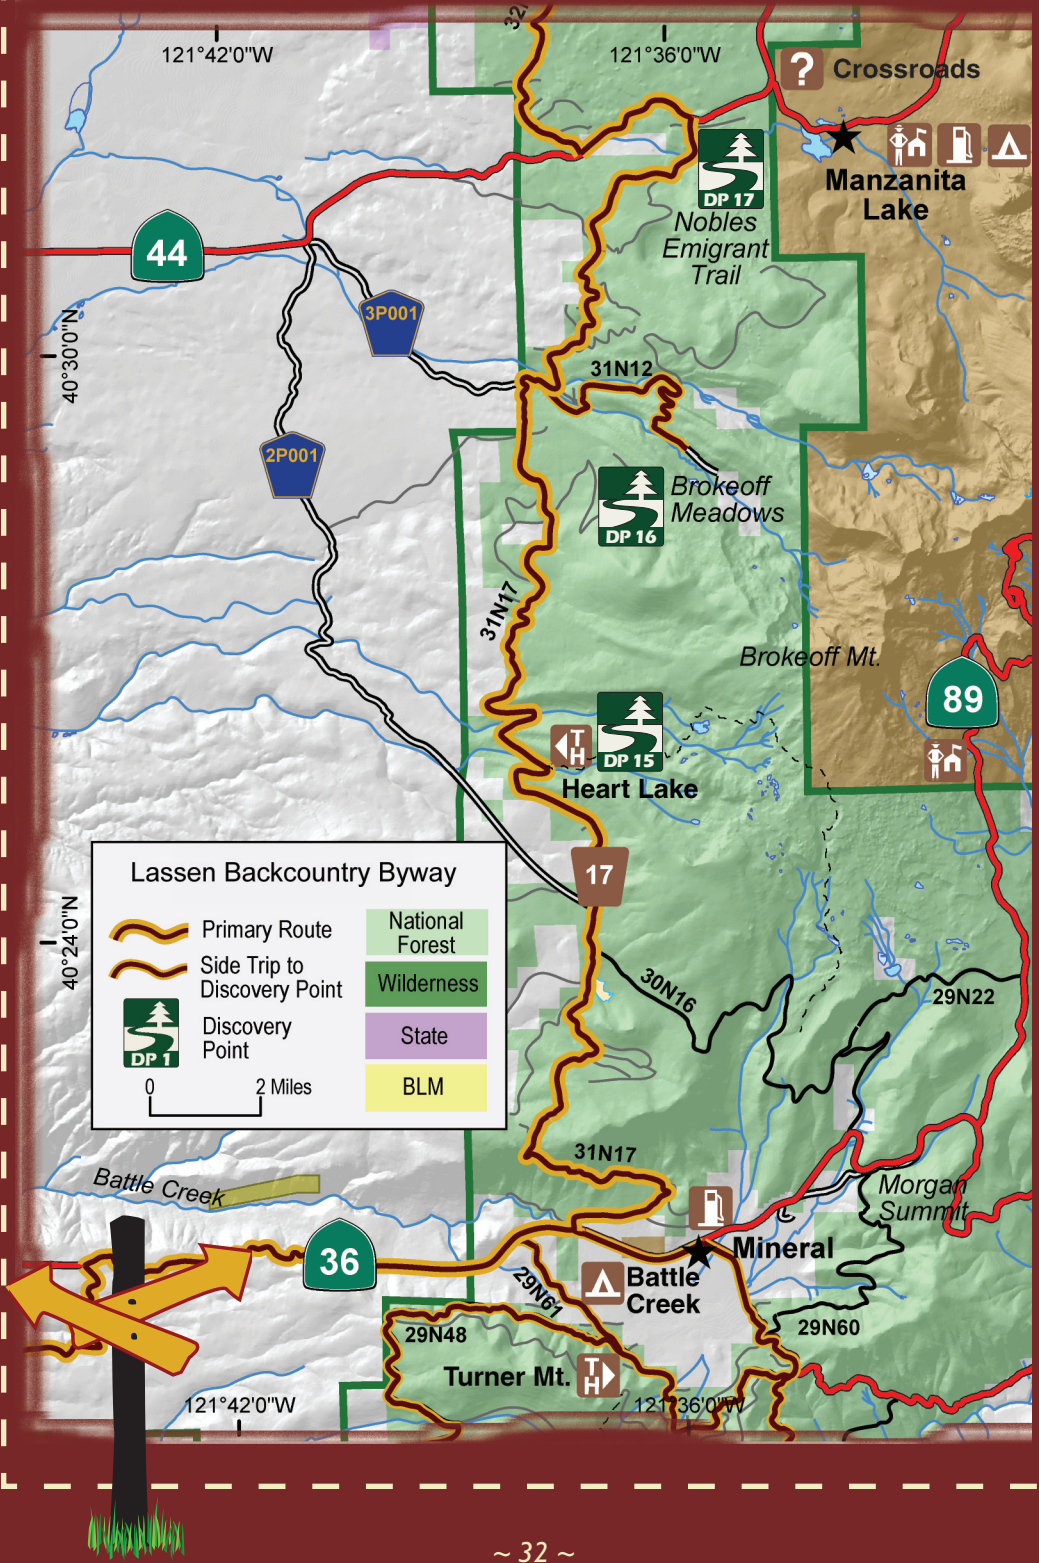 32N
121°42'0"W
121°36'0"W
?
Crossroads
Manzanita
Lake
DP 17
44
Nobles
Emigrant
Trail
3P001
40°30'0"N
31N12
2P001
Brokeoff
Meadows
DP 16
31N17
Brokeoff Mt.
89
T
H
DP 15
Heart Lake
17
Lassen Backcountry Byway
Primary Route
Side Trip to
Discovery Point
Discovery
Point
DP 1
0 2 Miles
National
Forest
Wilderness
State
BLM
40°24'0"N
30N16
29N22
31N17
Battle Creek
Morgan
Summit
36
Mineral
Battle
Creek
29N61
29N48
29N60
Turner Mt.
T
H
121°42'0"W
121°36'0"W
~ 32 ~